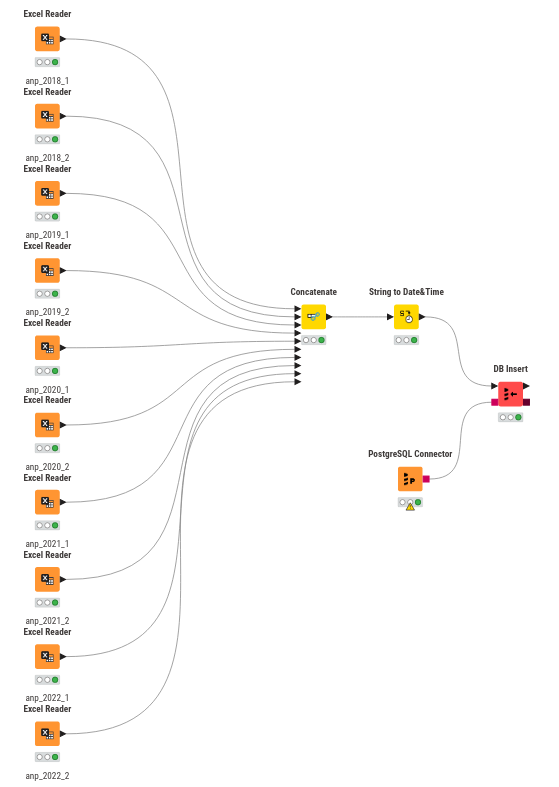 Excel Reader
anp_2018_1
Excel Reader
anp_2018_2
Excel Reader
anp_2019_1
Excel Reader
anp_2019_2
Excel Reader
anp_2020_1
Excel Reader
anp_2020_2
Excel Reader
anp_2021_1
Excel Reader
anp_2021_2
Excel Reader
anp_2022_1
Excel Reader
anp_2022_2
Concatenate
String to Date&Time
S
DB Insert
PostgreSQL Connector
P